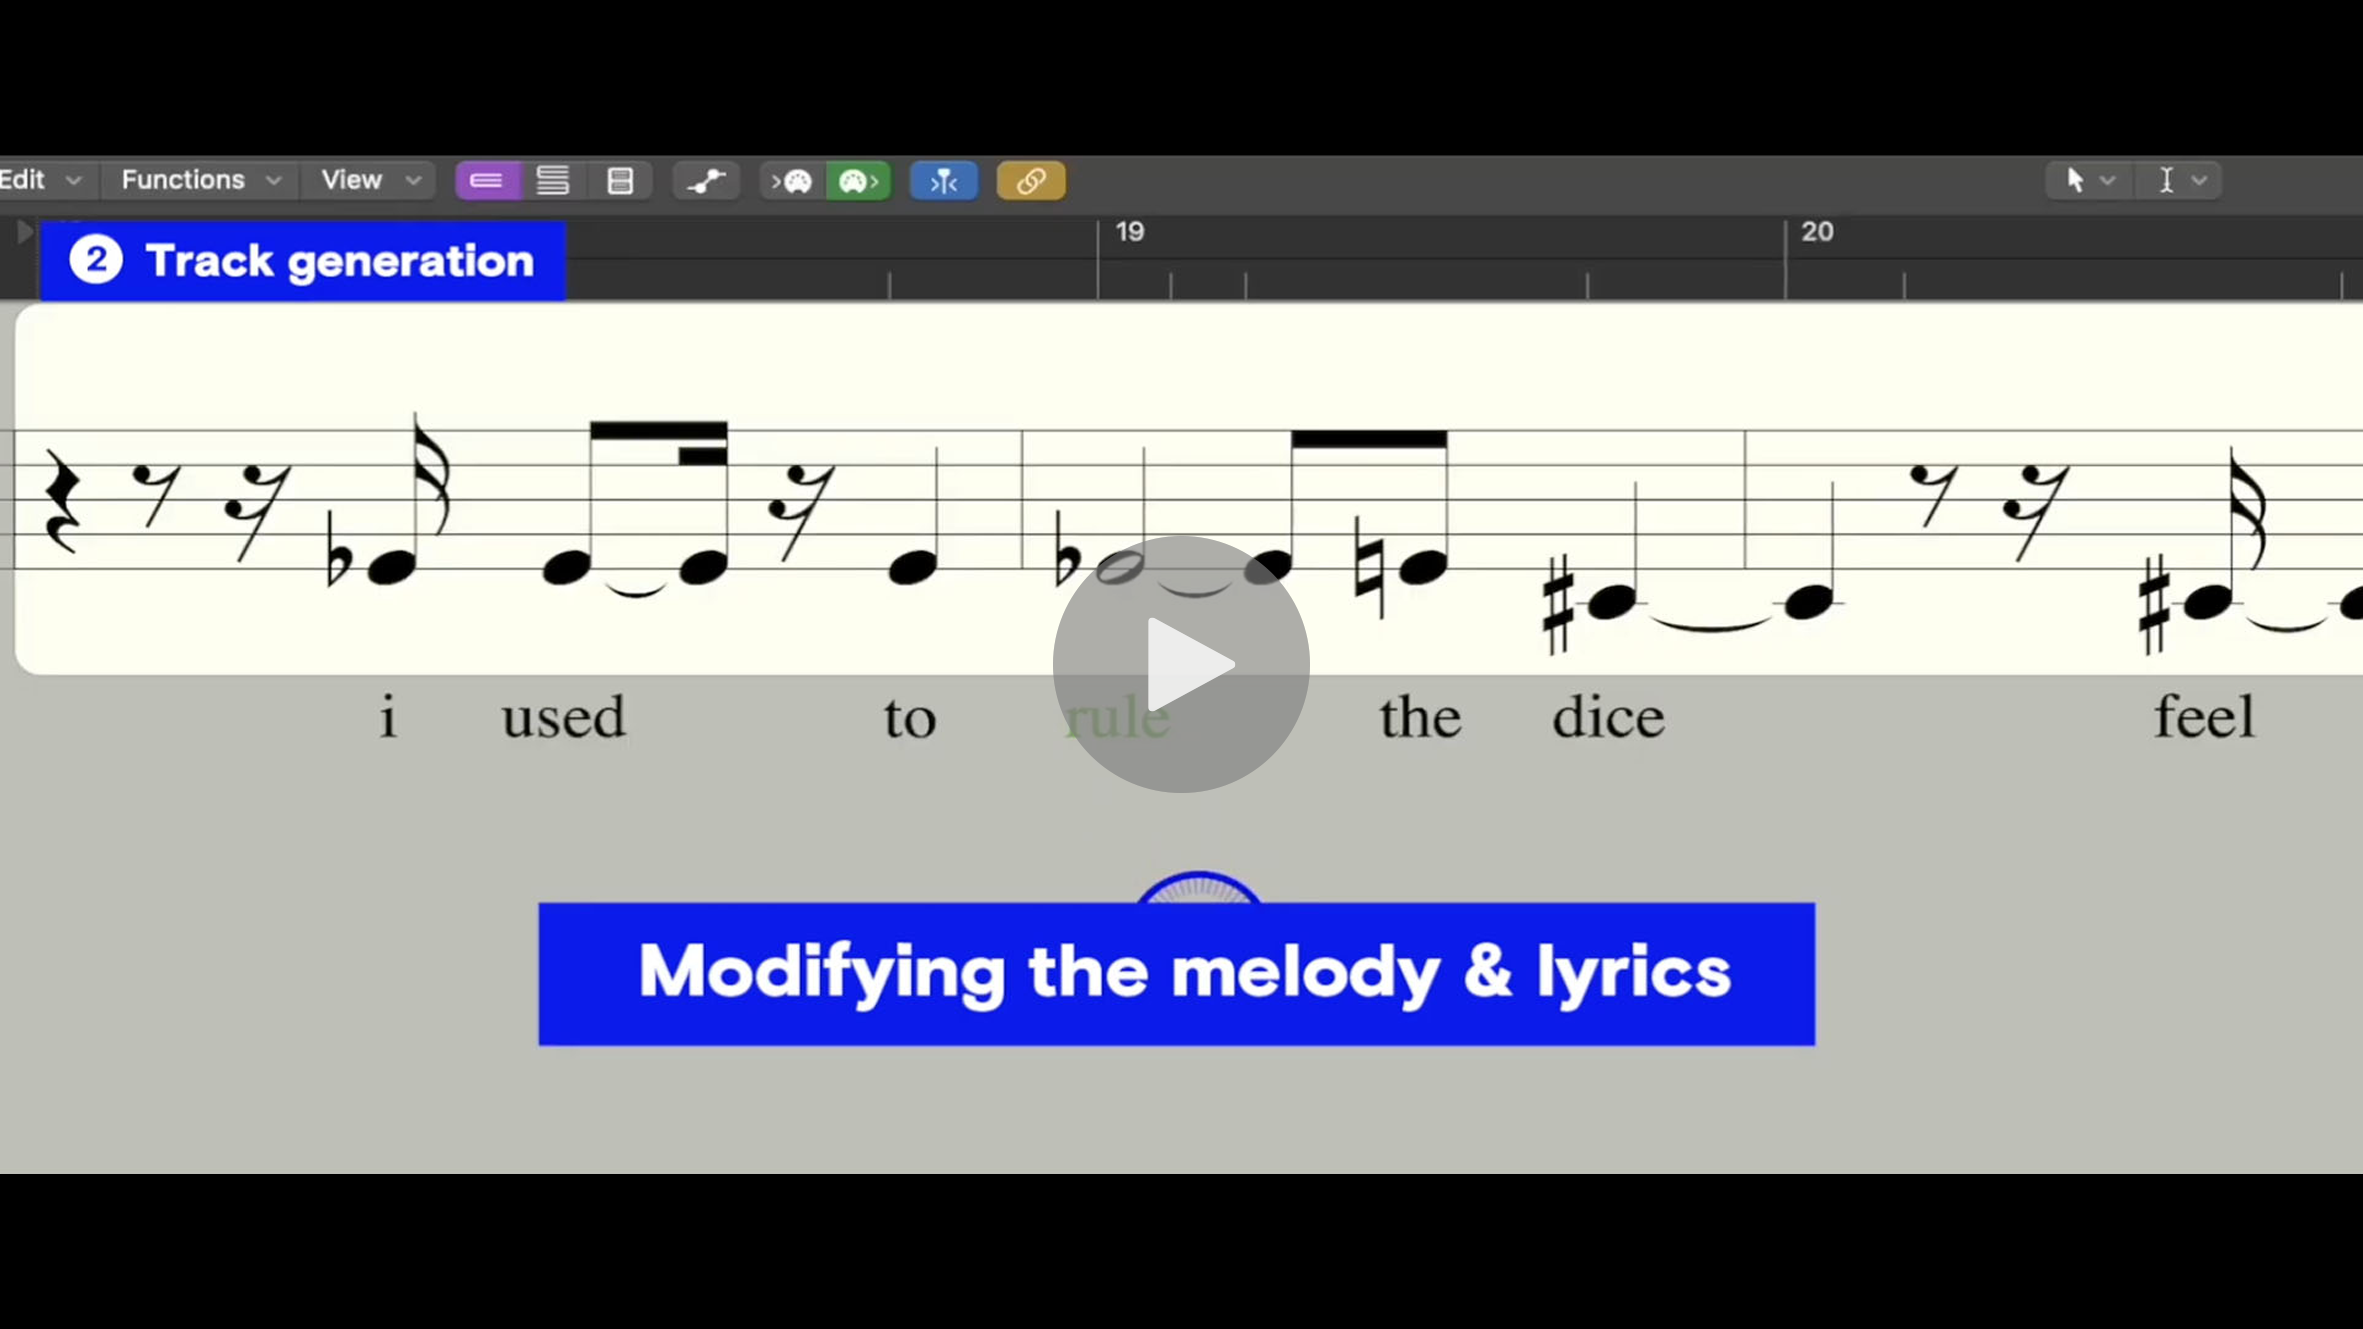 Edit Functions View
19 20
2 Track generation
i used to rule the dice feel
Modifying the melody & lyrics